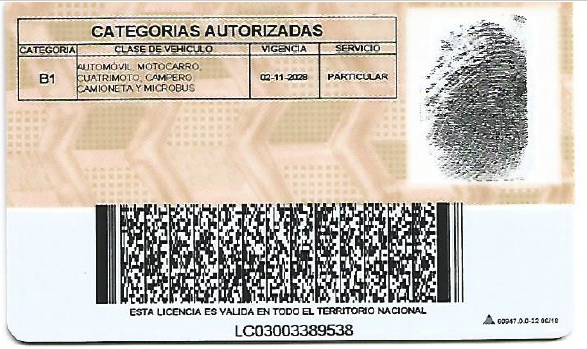 CATEGORIAS AUTORIZADAS
CATEGORIA CLASE DE VEHICULO VIGENCIA SERVICIO
B1 AUTOMÓVIL, MOTOCARRO, CUATRIMOTO, CAMPERO CAMIONETA Y MICROBUS 02-11-2028 PARTICULAR
ESTA LICENCIA ES VALIDA EN TODO EL TERRITORIO NACIONAL
LC03003389538